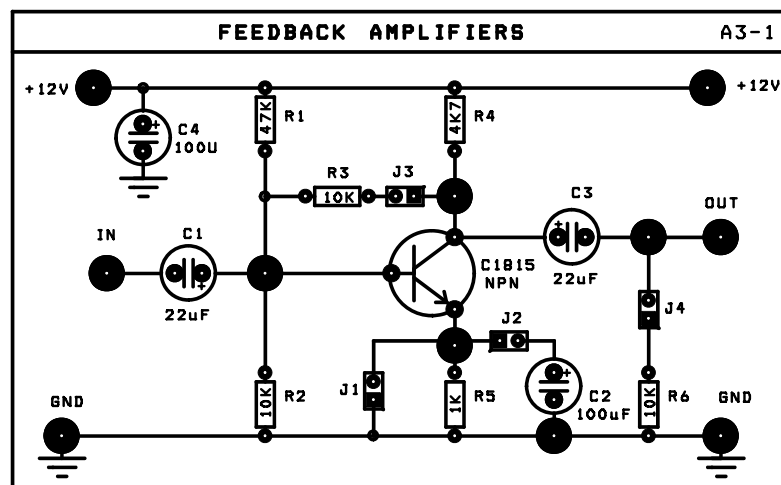 FEEDBACK AMPLIFIERS A3-1
+12V +12V
47K R1
4K7 R4
C4
100U
R3 J3
10K
C3
OUT
IN C1
C1815
NPN
22uF
22uF
J2
J4
J1
10K R2
1K R5
C2
100uF
10K R6
GND GND